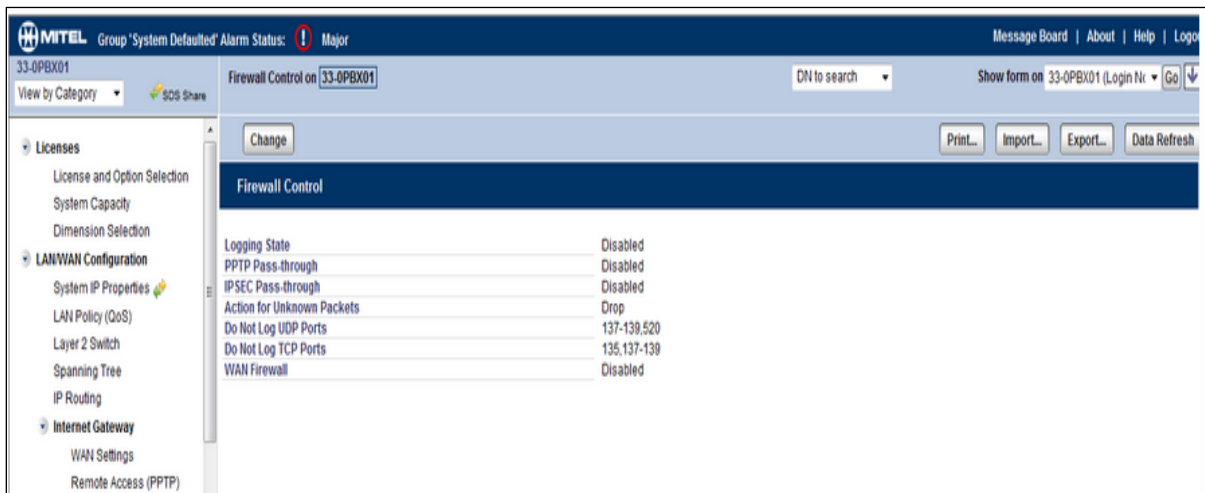 MITEL Group 'System Defaulted' Alarm Status: ! Major
Message Board | About | Help | Logou
33-0PBX01
View by Category
SDS Share
Firewall Control on 33-0PBX01
DN to search
Show form on 33-0PBX01 (Login Nc Go
Change
Print... Import... Export... Data Refresh
Licenses
License and Option Selection
System Capacity
Dimension Selection
LAN/WAN Configuration
System IP Properties
LAN Policy (QoS)
Layer 2 Switch
Spanning Tree
IP Routing
Internet Gateway
WAN Settings
Remote Access (PPTP)
Firewall Control
Logging State Disabled
PPTP Pass-through Disabled
IPSEC Pass-through Disabled
Action for Unknown Packets Drop
Do Not Log UDP Ports 137-139,520
Do Not Log TCP Ports 135,137-139
WAN Firewall Disabled